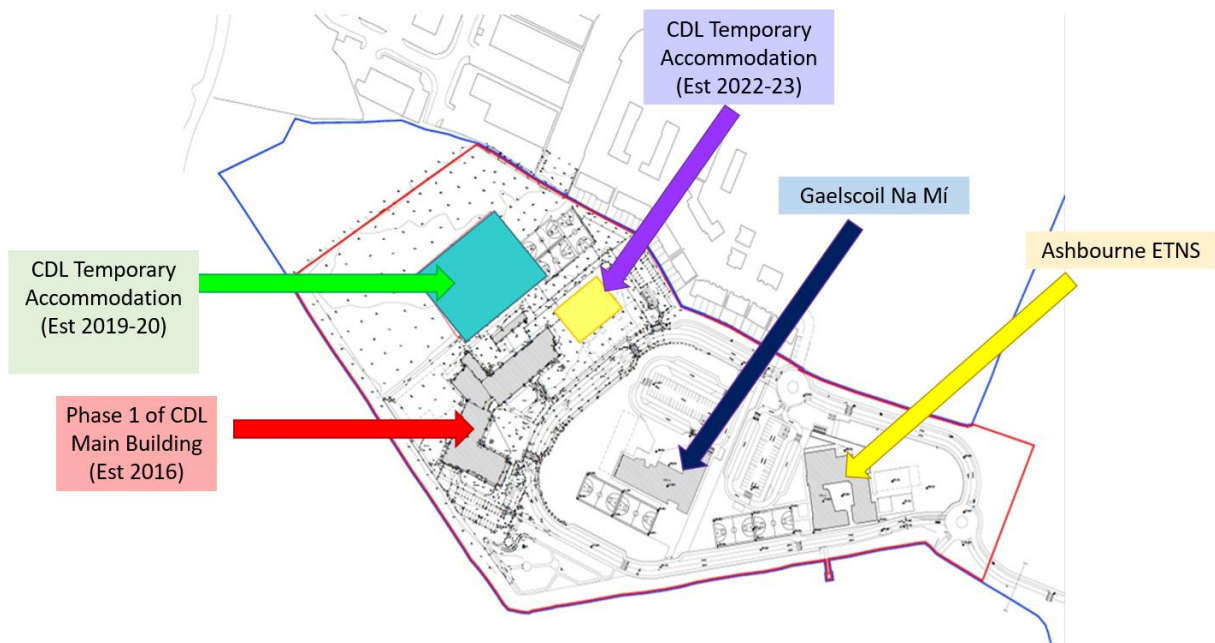 CDL Temporary
Accommodation
(Est 2022-23)
Gaelscoil Na Mí
Ashbourne ETNS
CDL Temporary
Accommodation
(Est 2019-20)
Phase 1 of CDL
Main Building
(Est 2016)